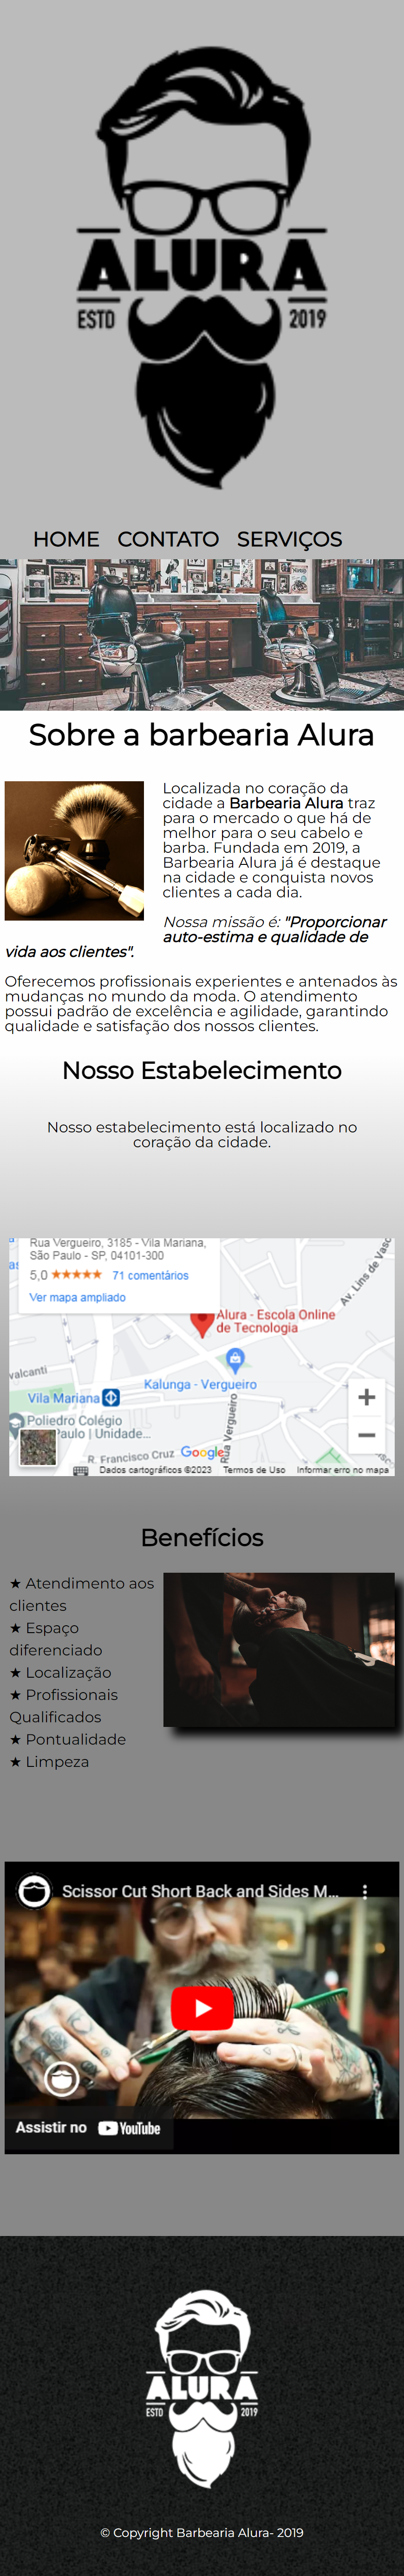 ALURA
ESTD 2019
HOME CONTATO SERVIÇOS
Sobre a barbearia Alura
Localizada no coração da
cidade a Barbearia Alura traz
para o mercado o que há de
melhor para o seu cabelo e
barba. Fundada em 2019, a
Barbearia Alura já é destaque
na cidade e conquista novos
clientes a cada dia.
Nossa missão é: "Proporcionar
auto-estima e qualidade de
vida aos clientes".
Oferecemos profissionais experientes e antenados às
mudanças no mundo da moda. O atendimento
possui padrão de excelência e agilidade, garantindo
qualidade e satisfação dos nossos clientes.
Nosso Estabelecimento
Nosso estabelecimento está localizado no
coração da cidade.
Rua Vergueiro, 3185 - Vila Mariana,
São Paulo - SP, 04101-300
5,0 ★★★★★ 71 comentários
Ver mapa ampliado
Av. Lins de Vasc
Alura - Escola Online
de Tecnologia
Kalunga - Vergueiro
valcanti
Vila Mariana
Poliedro Colégio
Paulo | Unidade...
Rua Vergueiro
R. Francisco Cruz
Google
Dados cartográficos ©2023 Termos de Uso Informar erro no mapa
Benefícios
★ Atendimento aos
clientes
★ Espaço
diferenciado
★ Localização
★ Profissionais
Qualificados
★ Pontualidade
★ Limpeza
Scissor Cut Short Back and Sides M...
Assistir no YouTube
ALURA
ESTD 2019
© Copyright Barbearia Alura- 2019